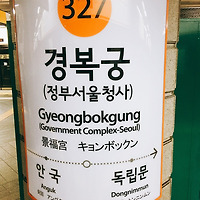 327
경복궁
(정부서울청사)
Gyeongbokgung
(Government Complex-Seoul)
景福宮 キョンボックン
안국 독립문
Anguk Dongnimmun